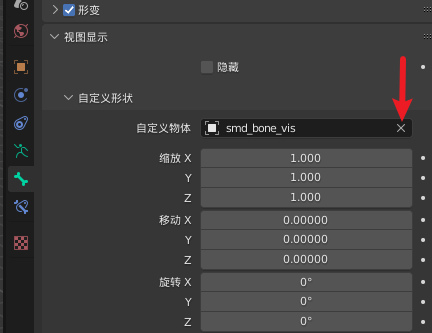 形变
视图显示
隐藏
自定义形状
自定义物体 smd_bone_vis
缩放 X 1.000
Y 1.000
Z 1.000
移动 X 0.00000
Y 0.00000
Z 0.00000
旋转 X 0°
Y 0°
Z 0°